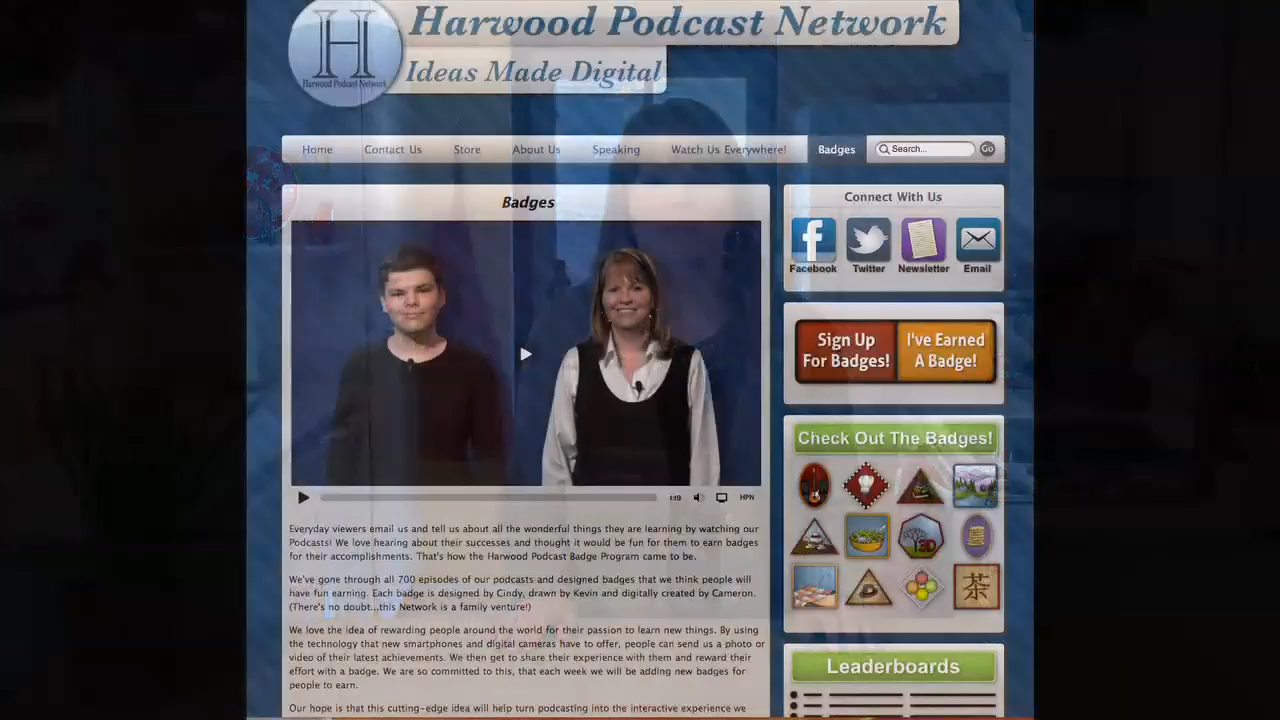 Harwood Podcast Network
Ideas Made Digital
H
Harwood Podcast Network
Home Contact Us Store About Us Speaking Watch Us Everywhere! Badges Search... Go
Badges
1:19 HPN
Everyday viewers email us and tell us about all the wonderful things they are learning by watching our
Podcasts! We love hearing about their successes and thought it would be fun for them to earn badges
for their accomplishments. That's how the Harwood Podcast Badge Program came to be.
We've gone through all 700 episodes of our podcasts and designed badges that we think people will
have fun earning. Each badge is designed by Cindy, drawn by Kevin and digitally created by Cameron.
(There's no doubt...this Network is a family venture!)
We love the idea of rewarding people around the world for their passion to learn new things. By using
the technology that new smartphones and digital cameras have to offer, people can send us a photo or
video of their latest achievements. We then get to share their experience with them and reward their
effort with a badge. We are so committed to this, that each week we will be adding new badges for
people to earn.
Our hope is that this cutting-edge idea will help turn podcasting into the interactive experience we
Connect With Us
Facebook Twitter Newsletter Email
Sign Up
For Badges!
I've Earned
A Badge!
Check Out The Badges!
3D
茶
Leaderboards